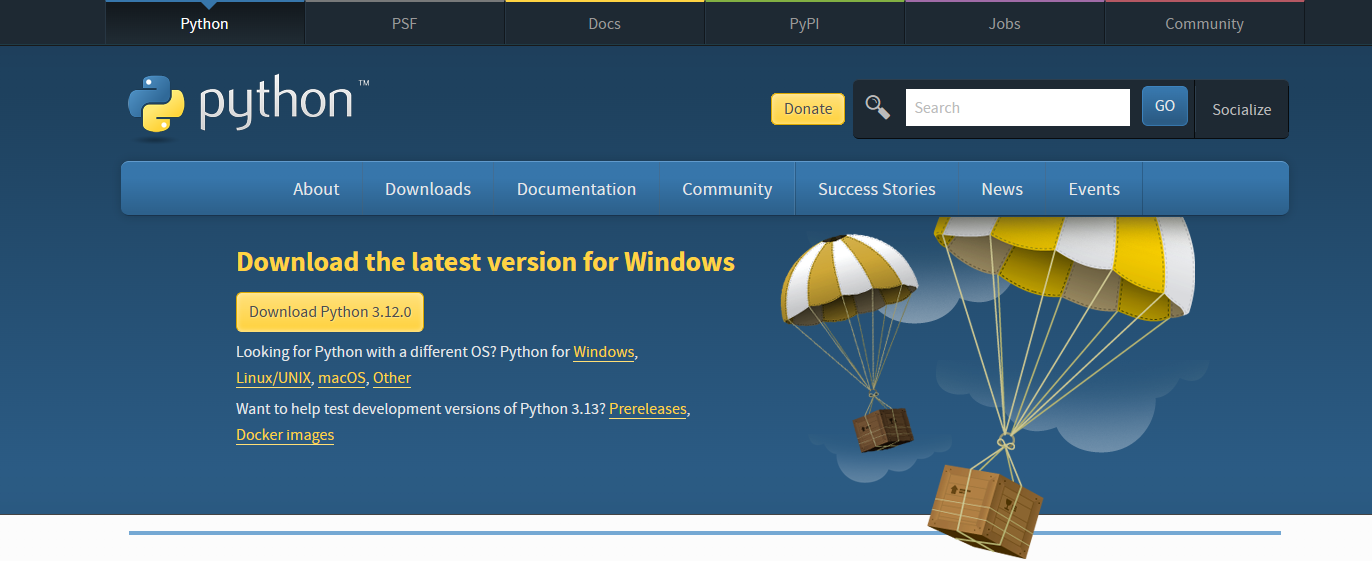 Python PSF Docs PyPI Jobs Community
python™
Donate Search GO Socialize
About Downloads Documentation Community Success Stories News Events
Download the latest version for Windows
Download Python 3.12.0
Looking for Python with a different OS? Python for Windows,
Linux/UNIX, macOS, Other
Want to help test development versions of Python 3.13? Prereleases,
Docker images